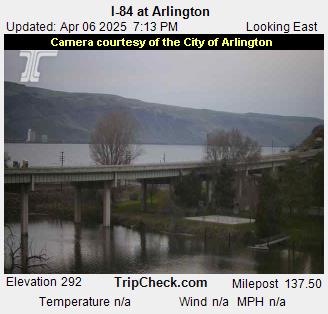 I-84 at Arlington
Updated: Apr 06 2025 7:13 PM Looking East
Camera courtesy of the City of Arlington
Elevation 292 TripCheck.com Milepost 137.50
Temperature n/a Wind n/a MPH n/a